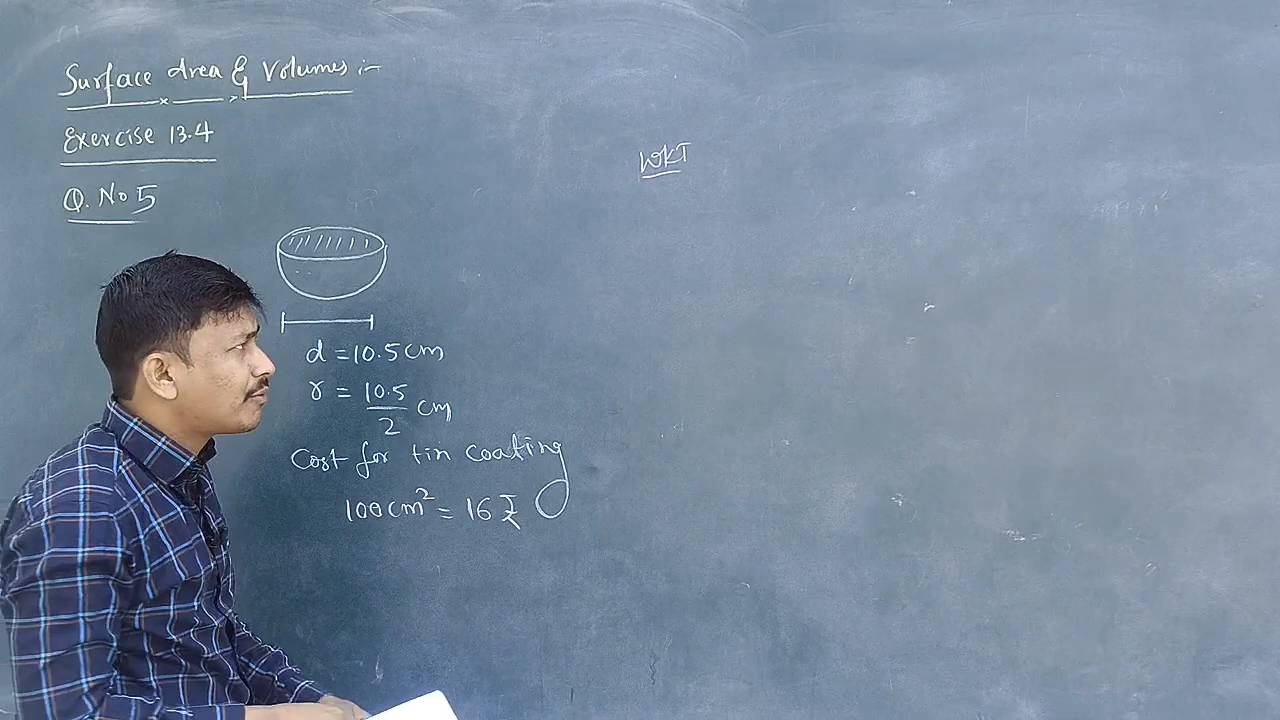 Surface Area & Volumes :-
Exercise 13.4
Q. No 5
WKT
d = 10.5 cm
r = 10.5/2 cm
Cost for tin coating
100 cm² = 16 ₹